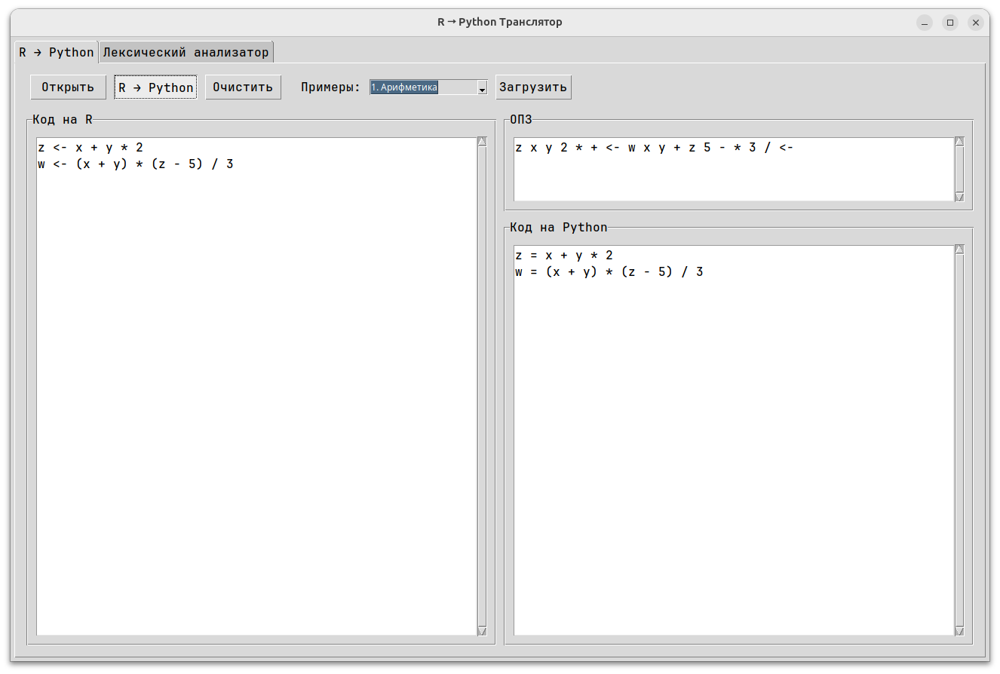 R → Python Транслятор
R → Python Лексический анализатор
Открыть R → Python Очистить Примеры: 1. Арифметика Загрузить
Код на R
z <- x + y * 2
w <- (x + y) * (z - 5) / 3
ОПЗ
z x y 2 * + <- w x y + z 5 - * 3 / <-
Код на Python
z = x + y * 2
w = (x + y) * (z - 5) / 3